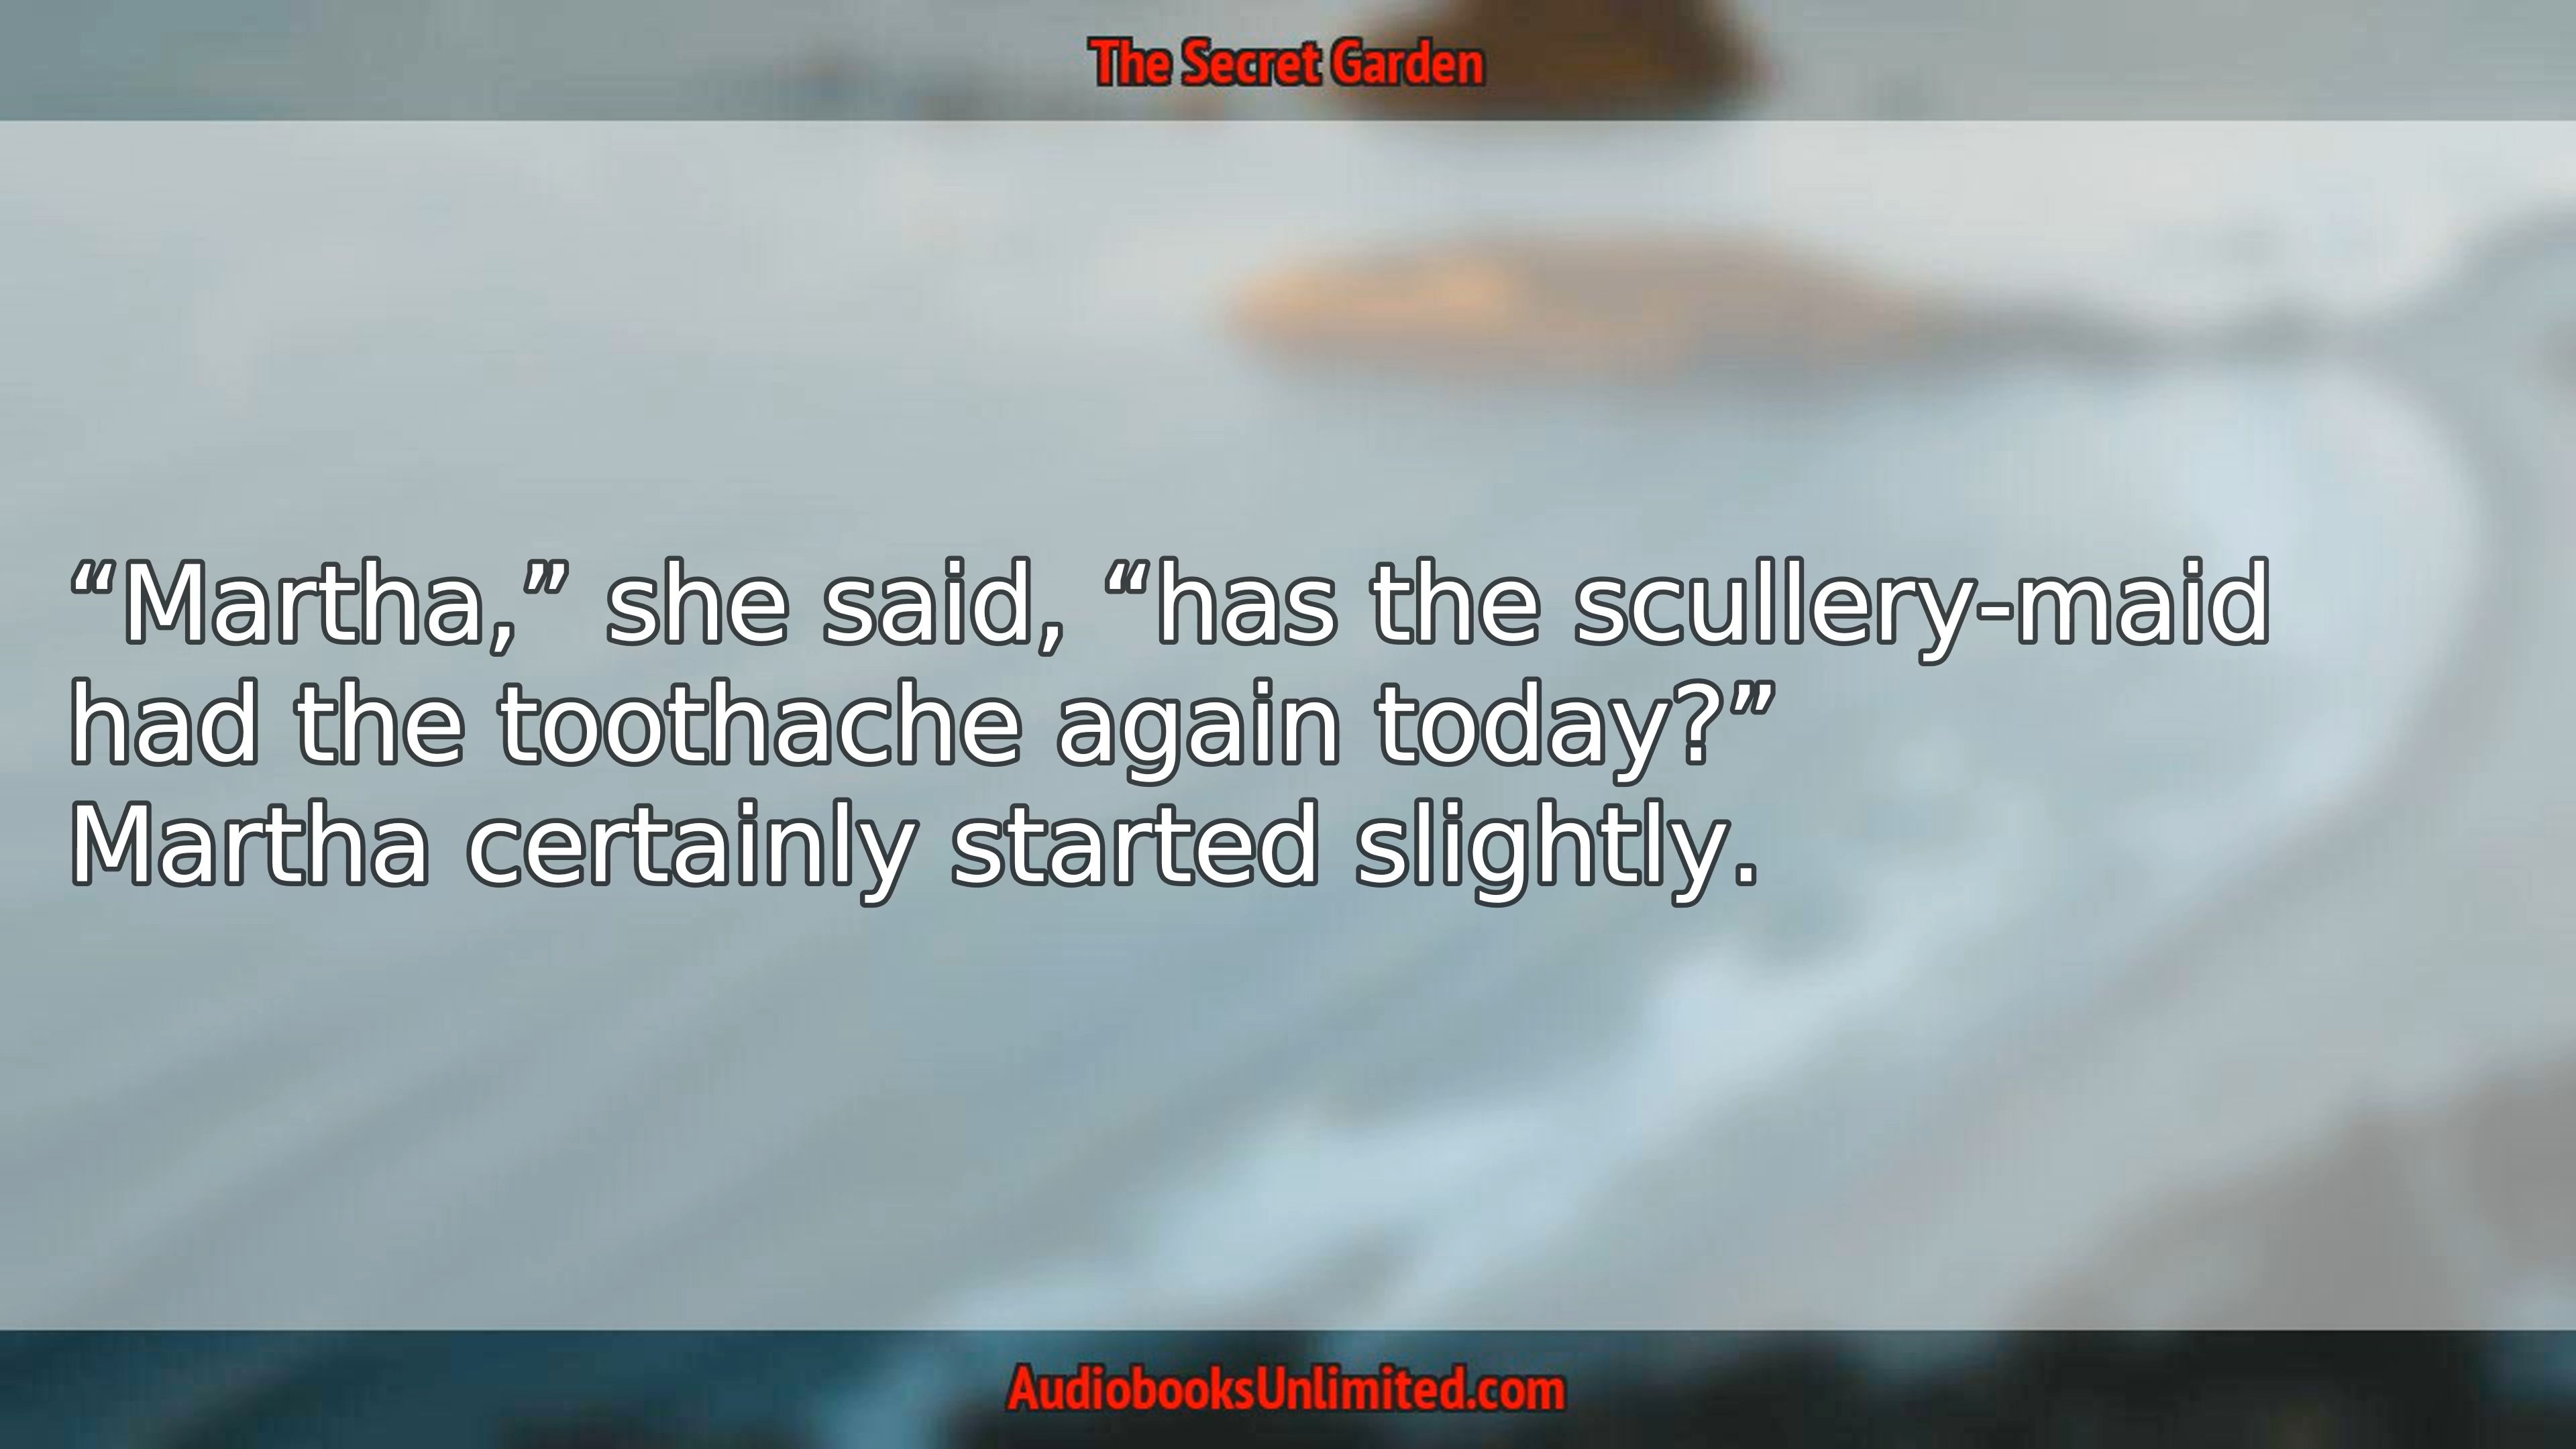 The Secret Garden
“Martha,” she said, “has the scullery-maid
had the toothache again today?”
Martha certainly started slightly.
AudiobooksUnlimited.com